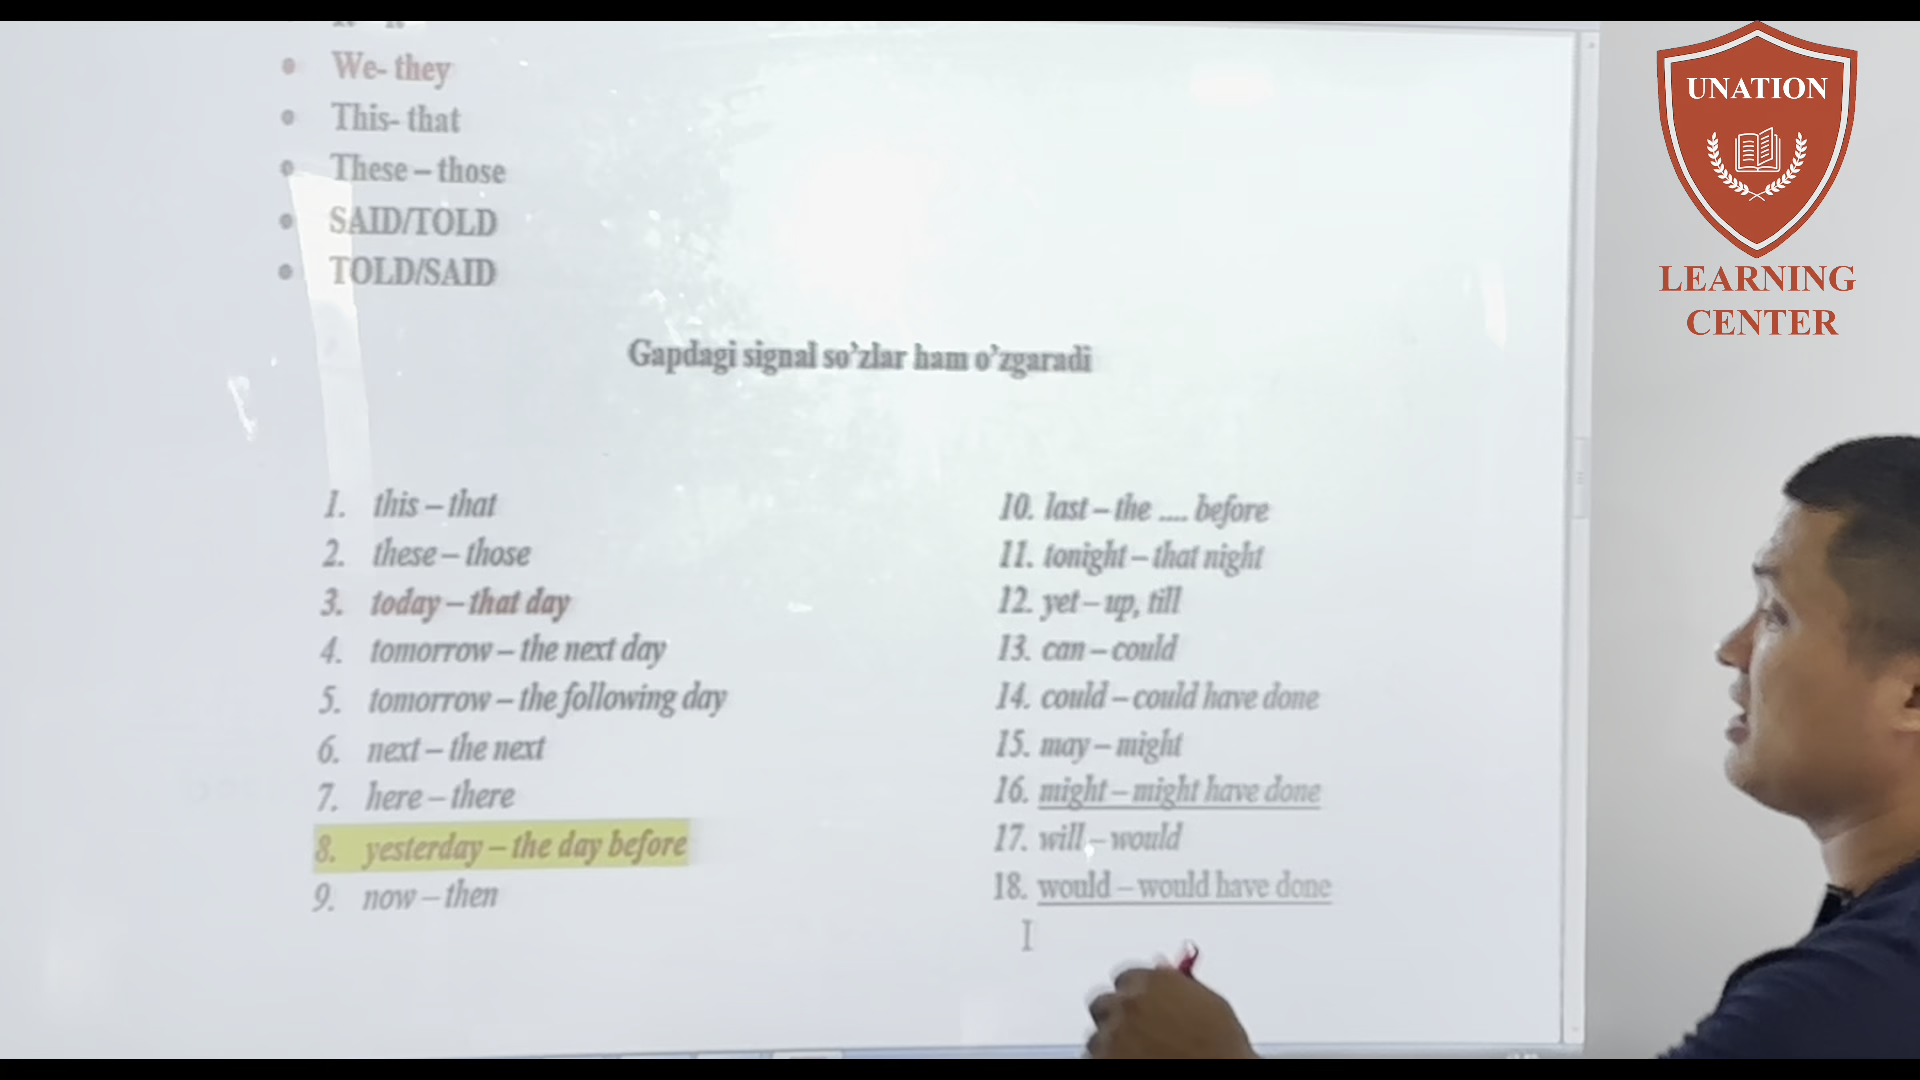 We- they
This- that
These – those
SAID/TOLD
TOLD/SAID
Gapdagi signal so’zlar ham o’zgaradi
1. this – that
2. these – those
3. today – that day
4. tomorrow – the next day
5. tomorrow – the following day
6. next – the next
7. here – there
8. yesterday – the day before
9. now – then
10. last – the .... before
11. tonight – that night
12. yet – up, till
13. can – could
14. could – could have done
15. may – might
16. might – might have done
17. will – would
18. would – would have done
UNATION
LEARNING
CENTER